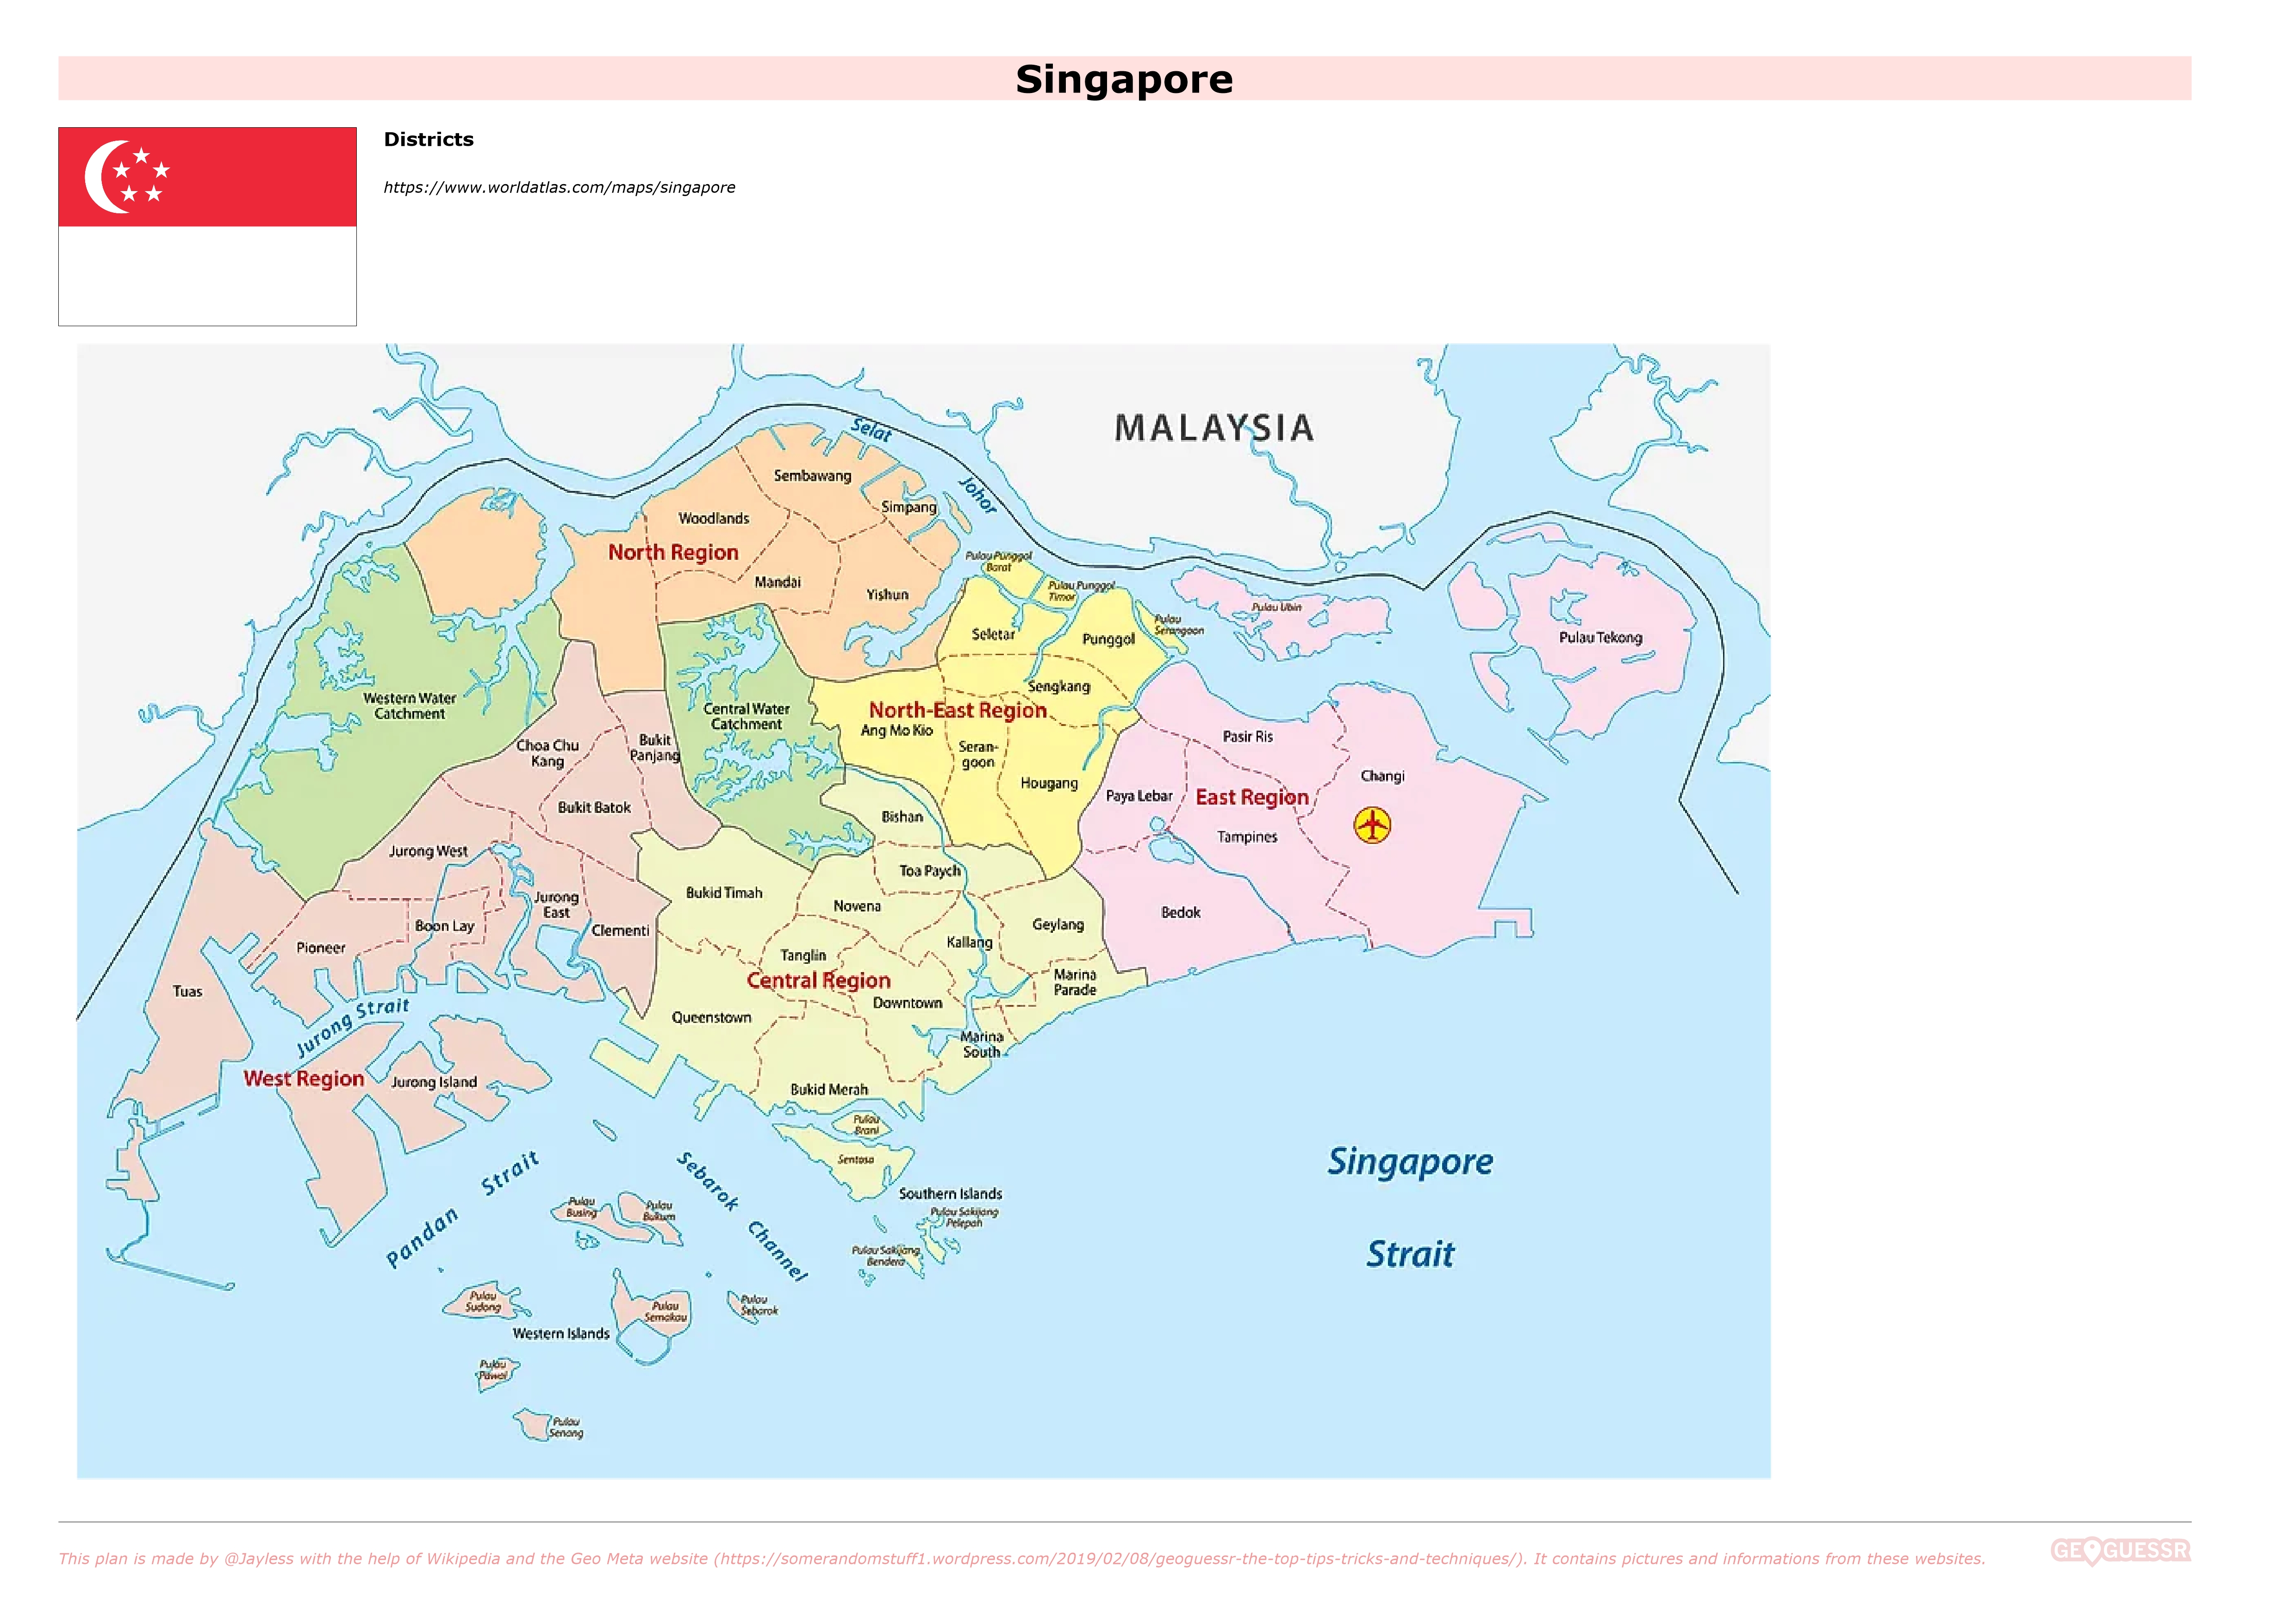 Singapore
Districts
https://www.worldatlas.com/maps/singapore
MALAYSIA
Selat
Johor
Sembawang
Simpang
Woodlands
North Region
Mandai
Yishun
Pulau Punggol
Barat
Pulau Punggol
Timor
Pulau
Serangoon
Pulau Ubin
Pulau Tekong
Seletar
Punggol
Sengkang
Western Water
Catchment
Central Water
Catchment
North-East Region
Ang Mo Kio
Seran-
goon
Hougang
Choa Chu
Kang
Bukit
Panjang
Bukit Batok
Pasir Ris
Changi
Paya Lebar
East Region
Tampines
Bedok
Bishan
Toa Paych
Jurong West
Jurong
East
Boon Lay
Clementi
Pioneer
Tuas
Bukid Timah
Novena
Tanglin
Central Region
Kallang
Geylang
Marina
Parade
Downtown
Queenstown
Marina
South
Bukid Merah
Jurong Strait
West Region
Jurong Island
Pulau
Brani
Sentosa
Southern Islands
Pulau Sakijang
Pelepah
Pulau Sakijang
Bendera
Pandan Strait
Sebarok Channel
Singapore
Strait
Pulau
Busing
Pulau
Bukum
Pulau
Sudong
Pulau
Semakau
Pulau
Sebarok
Western Islands
Pulau
Pawai
Pulau
Senang
This plan is made by @Jayless with the help of Wikipedia and the Geo Meta website (https://somerandomstuff1.wordpress.com/2019/02/08/geoguessr-the-top-tips-tricks-and-techniques/). It contains pictures and informations from these websites.
GEOGUESSR